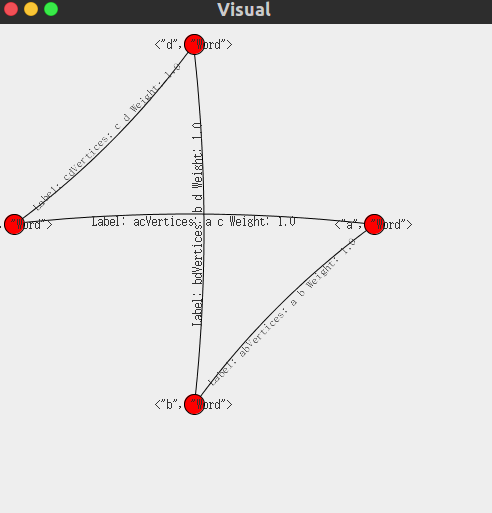 Visual
<"d", "word">
Label: cdVertices: c d Weight: 1.0
Label: bdVertices: b d Weight: 1.0
Label: acVertices: a c Weight: 1.0
<"a", "word">
Label: abVertices: a b Weight: 1.0
<"b", "word">